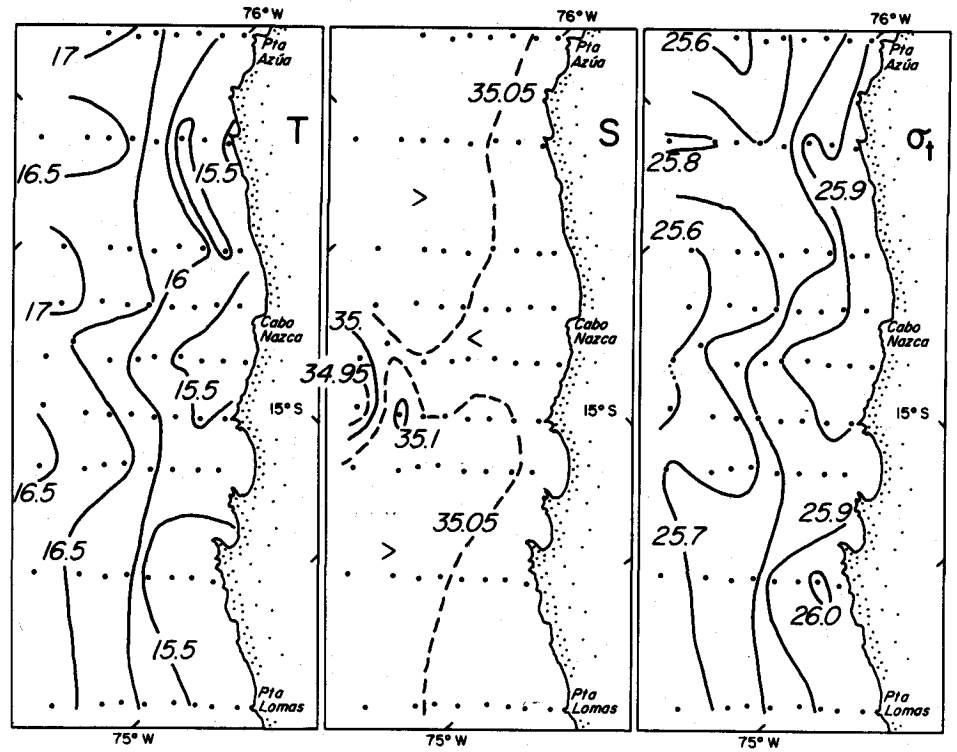 76° W
76° W
76° W
17
Pta
Azúa
T
16.5
15.5
16
17
Cabo
Nazca
15.5
15° S
16.5
16.5
15.5
Pta
Lomas
75° W
Pta
Azúa
35.05
S
>
<
35.
Cabo
Nazca
34.95
35.1
15° S
35.05
>
Pta
Lomas
75° W
25.6
Pta
Azúa
σt
25.8
25.9
25.6
Cabo
Nazca
15° S
25.7
25.9
26.0
Pta
Lomas
75° W